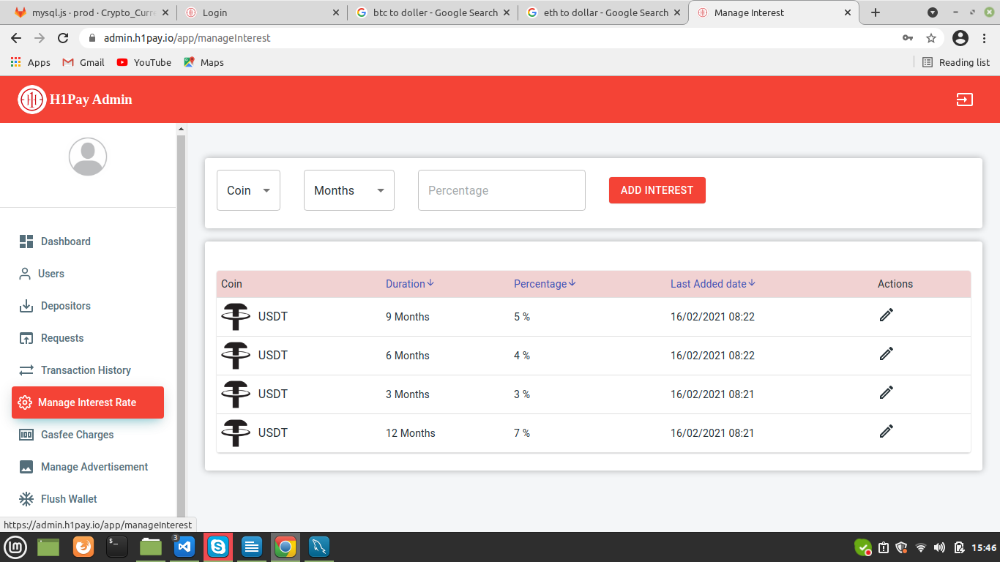 mysql.js · prod · Crypto_Curre
Login
btc to doller - Google Search
eth to dollar - Google Search
Manage Interest
admin.h1pay.io/app/manageInterest
Apps
Gmail
YouTube
Maps
Reading list
H1Pay Admin
Coin
Months
Percentage
ADD INTEREST
Dashboard
Users
Depositors
Requests
Transaction History
Manage Interest Rate
Gasfee Charges
Manage Advertisement
Flush Wallet
Coin Duration Percentage Last Added date Actions
USDT 9 Months 5 % 16/02/2021 08:22
USDT 6 Months 4 % 16/02/2021 08:22
USDT 3 Months 3 % 16/02/2021 08:21
USDT 12 Months 7 % 16/02/2021 08:21
https://admin.h1pay.io/app/manageInterest
3
15:46